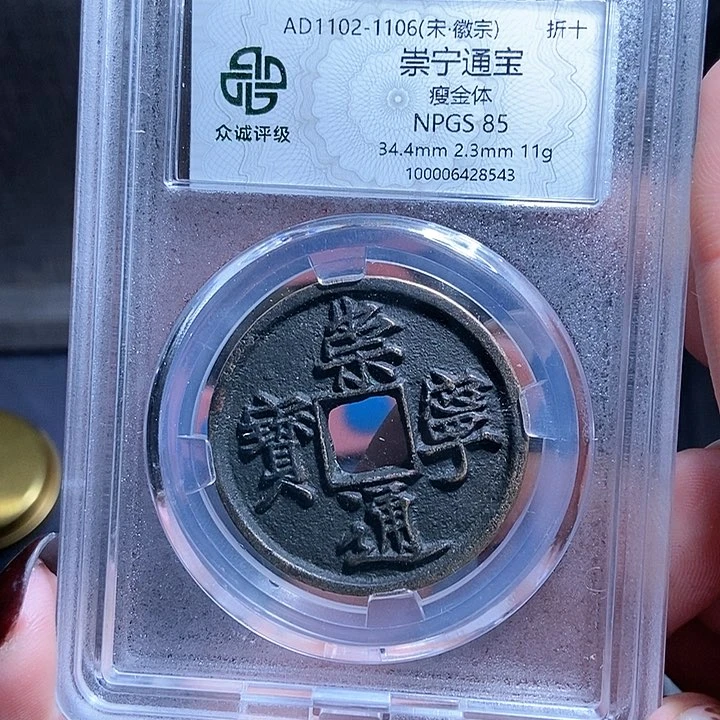 AD1102-1106(宋·徽宗) 折十
崇宁通宝
瘦金体
NPGS 85
34.4mm 2.3mm 11g
100006428543
众诚评级
崇
寧
通
寳